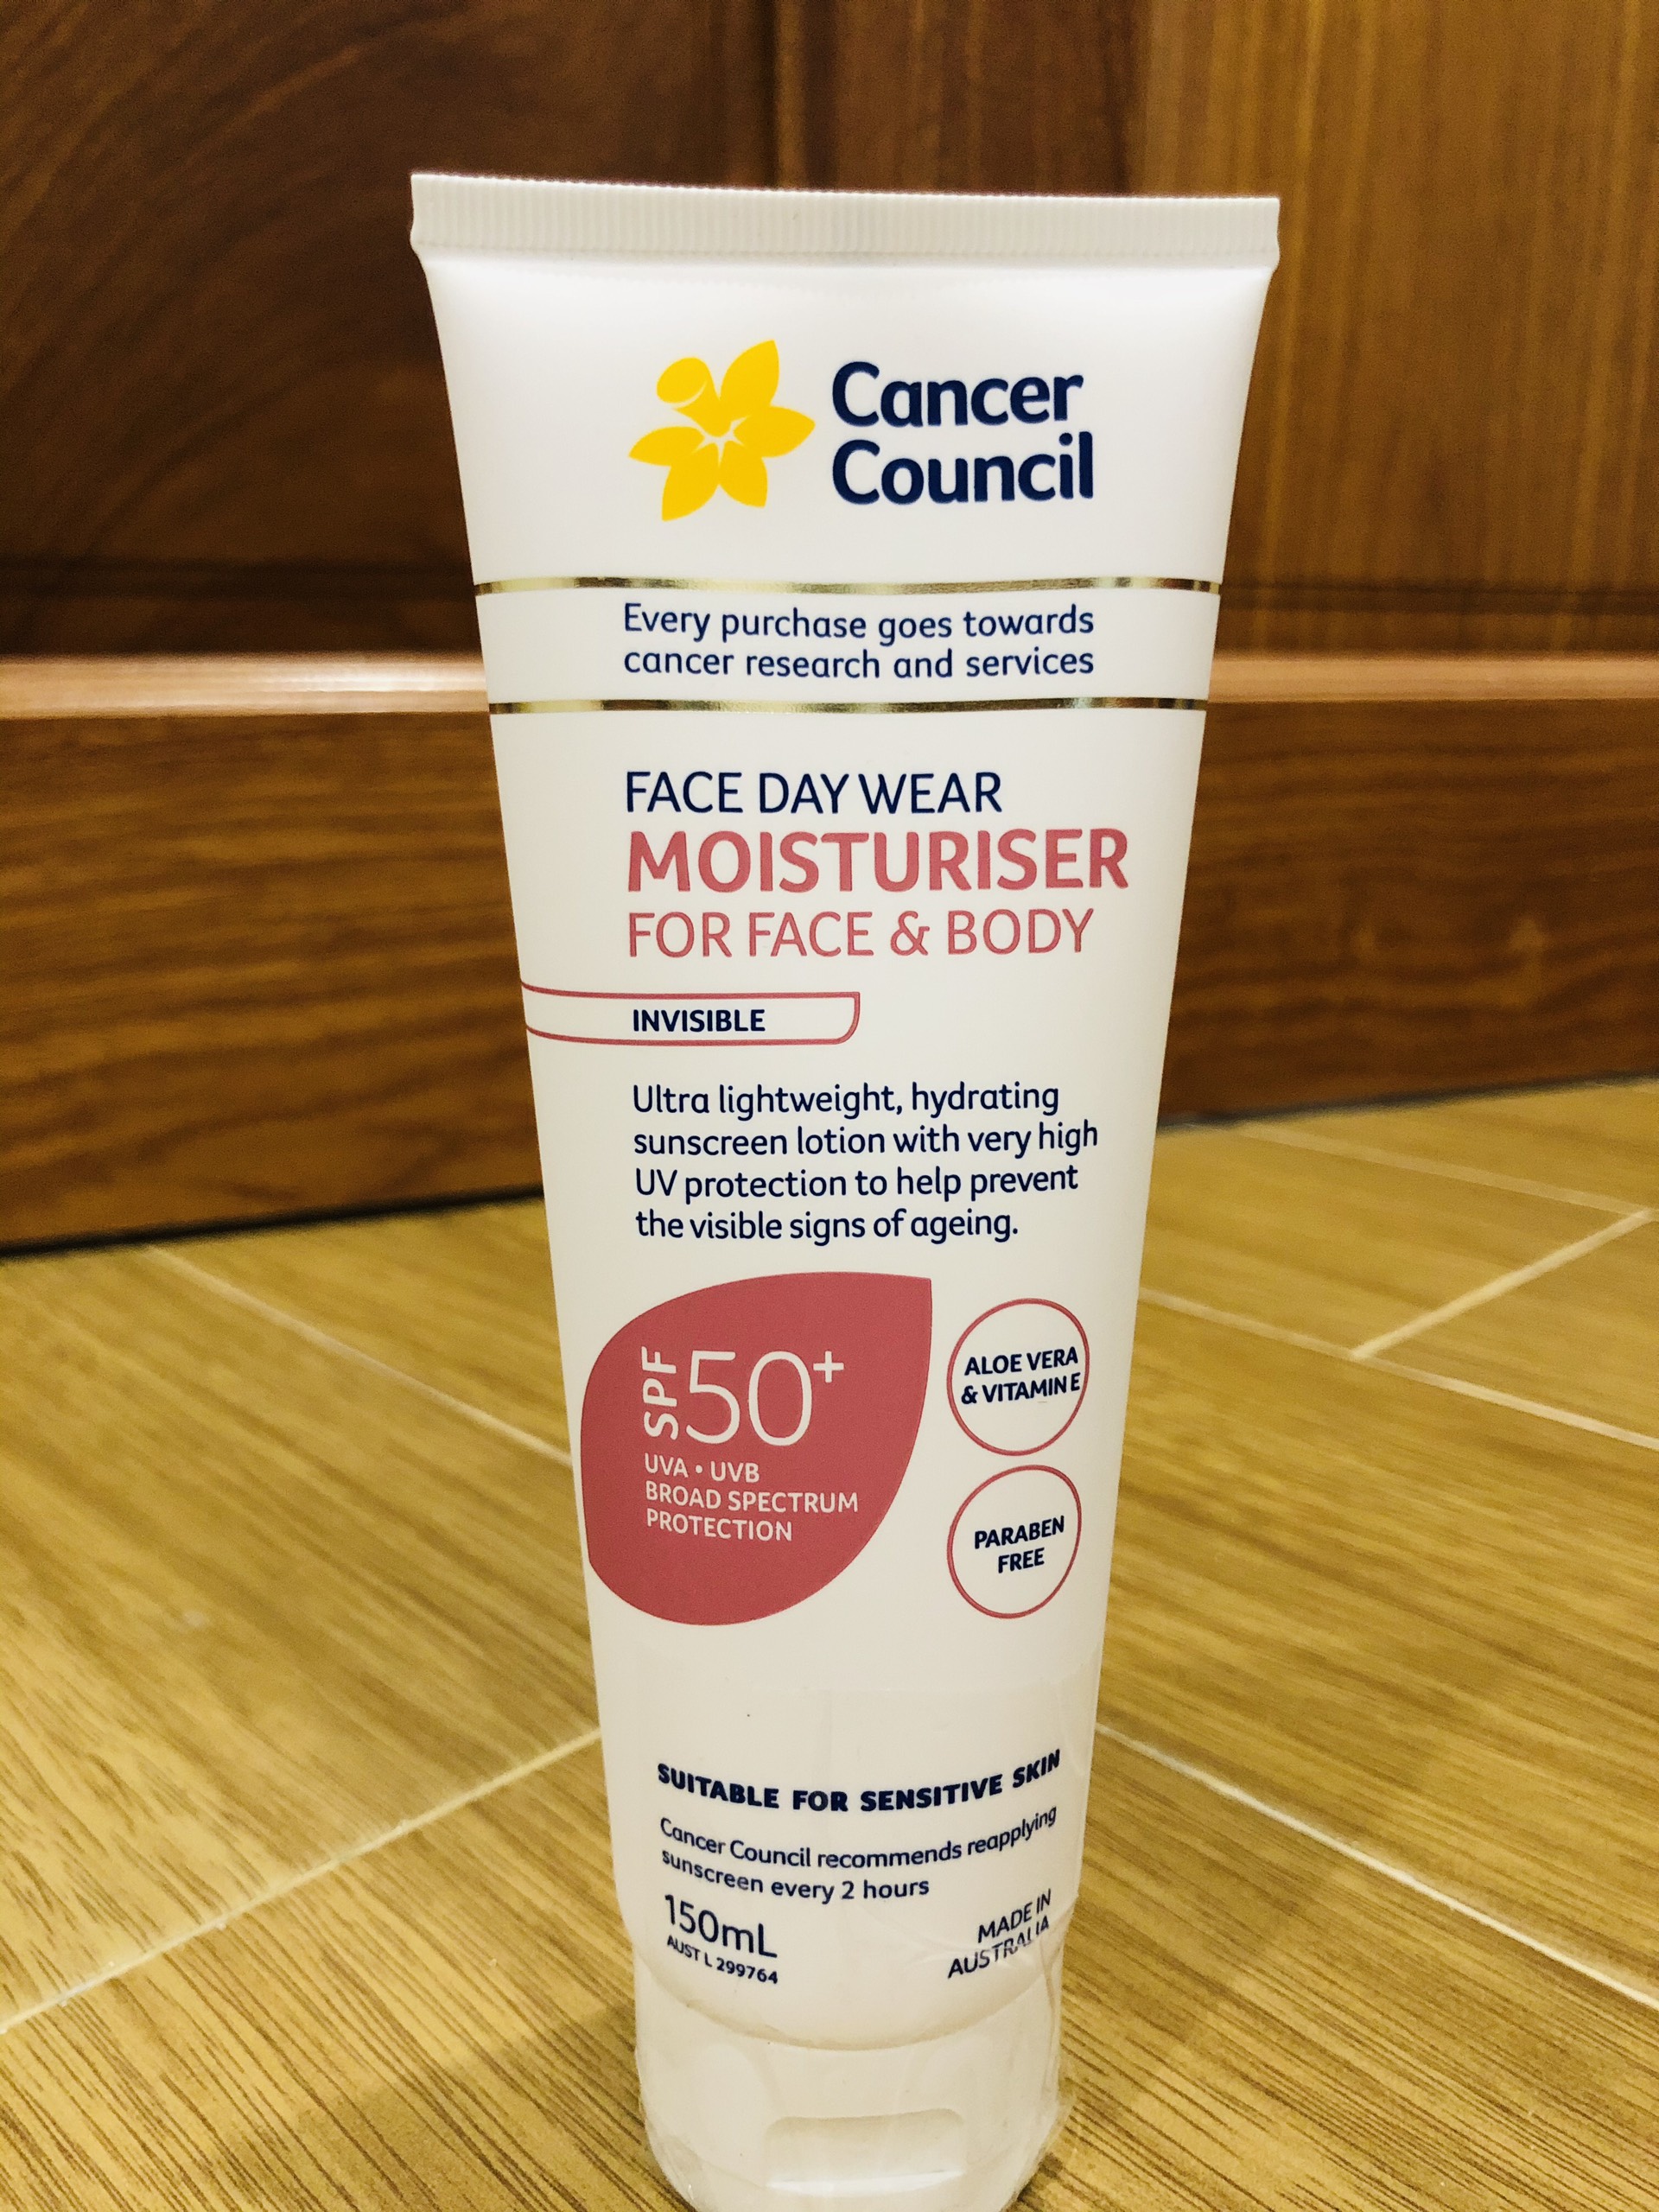 Cancer
Council
Every purchase goes towards
cancer research and services
FACE DAY WEAR
MOISTURISER
FOR FACE & BODY
INVISIBLE
Ultra lightweight, hydrating
sunscreen lotion with very high
UV protection to help prevent
the visible signs of ageing.
SPF 50+
UVA • UVB
BROAD SPECTRUM
PROTECTION
ALOE VERA
& VITAMIN E
PARABEN
FREE
SUITABLE FOR SENSITIVE SKIN
Cancer Council recommends reapplying
sunscreen every 2 hours
150mL
AUST L 299764
MADE IN
AUSTRALIA